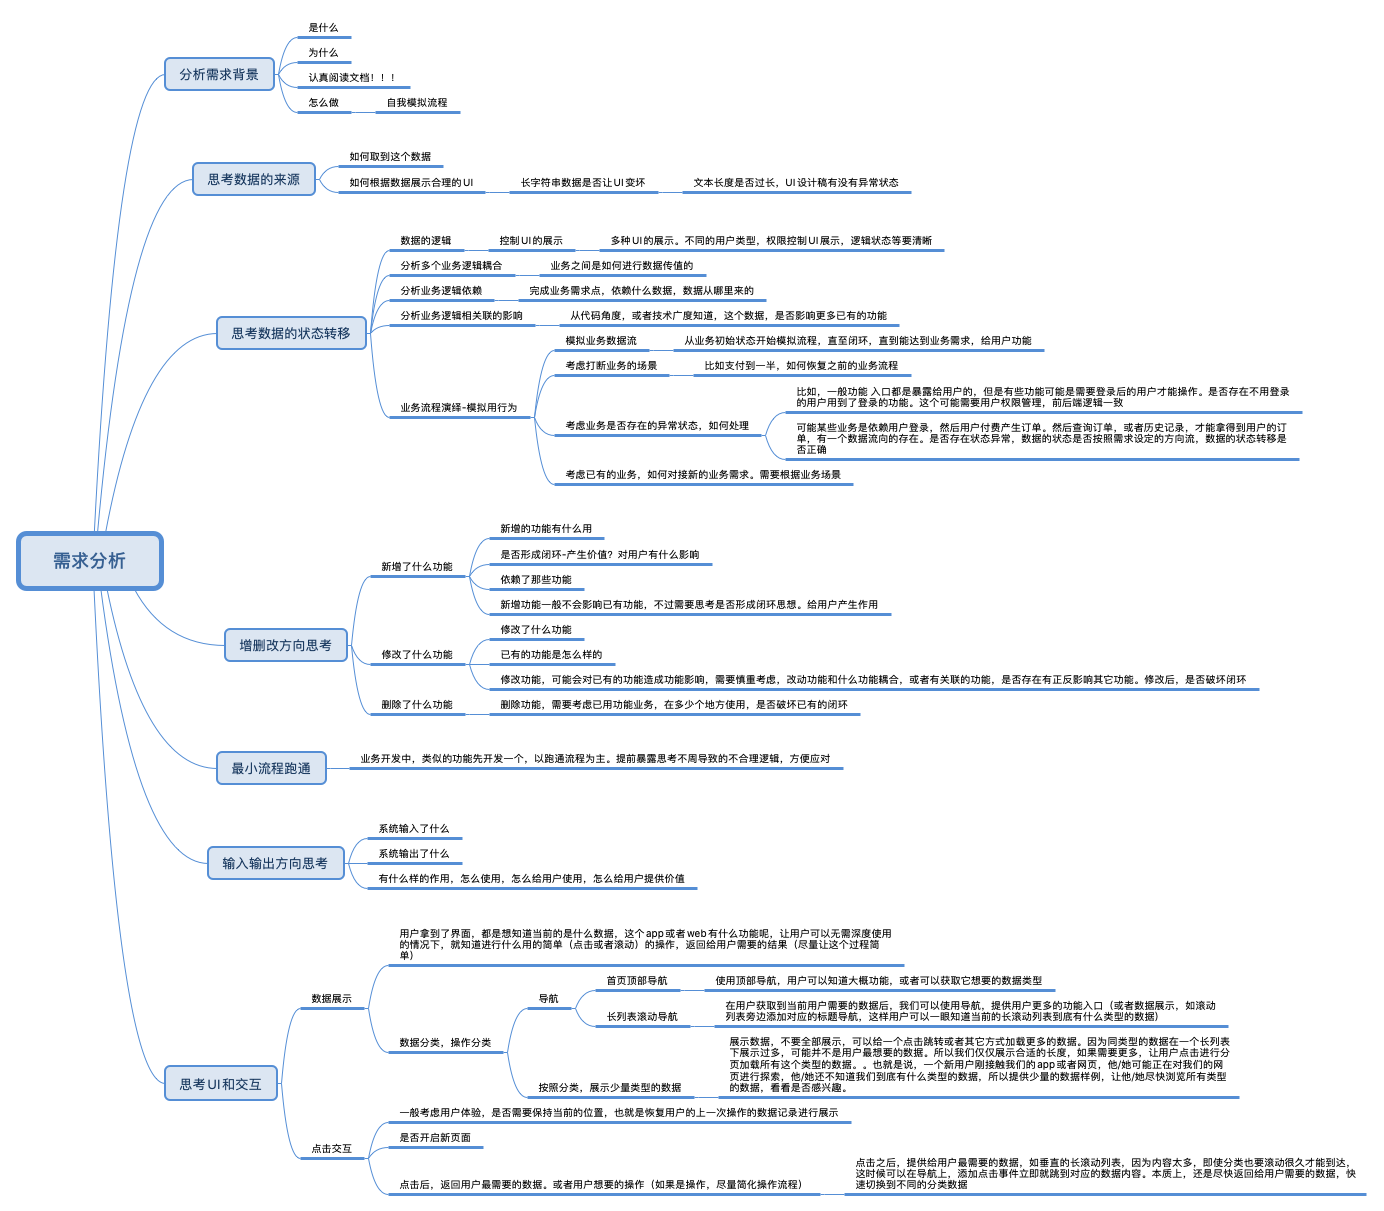 需求分析
分析需求背景
是什么
为什么
认真阅读文档！！！
怎么做
自我模拟流程
思考数据的来源
如何取到这个数据
如何根据数据展示合理的UI
长字符串数据是否让UI变坏
文本长度是否过长，UI设计稿有没有异常状态
思考数据的状态转移
数据的逻辑
控制UI的展示
多种UI的展示。不同的用户类型，权限控制UI展示，逻辑状态等要清晰
分析多个业务逻辑耦合
业务之间是如何进行数据传值的
分析业务逻辑依赖
完成业务需求点，依赖什么数据，数据从哪里来的
分析业务逻辑相关联的影响
从代码角度，或者技术广度知道，这个数据，是否影响更多已有的功能
业务流程演绎-模拟用行为
模拟业务数据流
从业务初始状态开始模拟流程，直至闭环，直到能达到业务需求，给用户功能
考虑打断业务的场景
比如支付到一半，如何恢复之前的业务流程
考虑业务是否存在的异常状态，如何处理
比如，一般功能 入口都是暴露给用户的，但是有些功能可能是需要登录后的用户才能操作。是否存在不用登录
的用户用到了登录的功能。这个可能需要用户权限管理，前后端逻辑一致
可能某些业务是依赖用户登录，然后用户付费产生订单。然后查询订单，或者历史记录，才能拿得到用户的订
单，有一个数据流向的存在。是否存在状态异常，数据的状态是否按照需求设定的方向流，数据的状态转移是
否正确
考虑已有的业务，如何对接新的业务需求。需要根据业务场景
增删改方向思考
新增了什么功能
新增的功能有什么用
是否形成闭环-产生价值？对用户有什么影响
依赖了那些功能
新增功能一般不会影响已有功能，不过需要思考是否形成闭环思想。给用户产生作用
修改了什么功能
修改了什么功能
已有的功能是怎么样的
修改功能，可能会对已有的功能造成功能影响，需要慎重考虑，改动功能和什么功能耦合，或者有关联的功能，是否存在有正反影响其它功能。修改后，是否破坏闭环
删除了什么功能
删除功能，需要考虑已用功能业务，在多少个地方使用，是否破坏已有的闭环
最小流程跑通
业务开发中，类似的功能先开发一个，以跑通流程为主。提前暴露思考不周导致的不合理逻辑，方便应对
输入输出方向思考
系统输入了什么
系统输出了什么
有什么样的作用，怎么使用，怎么给用户使用，怎么给用户提供价值
思考UI和交互
数据展示
用户拿到了界面，都是想知道当前的是什么数据，这个app或者web有什么功能呢，让用户可以无需深度使用
的情况下，就知道进行什么用的简单（点击或者滚动）的操作，返回给用户需要的结果（尽量让这个过程简
单）
数据分类，操作分类
导航
首页顶部导航
使用顶部导航，用户可以知道大概功能，或者可以获取它想要的数据类型
长列表滚动导航
在用户获取到当前用户需要的数据后，我们可以使用导航，提供用户更多的功能入口（或者数据展示，如滚动
列表旁边添加对应的标题导航，这样用户可以一眼知道当前的长滚动列表到底有什么类型的数据）
按照分类，展示少量类型的数据
展示数据，不要全部展示，可以给一个点击跳转或者其它方式加载更多的数据。因为同类型的数据在一个长列表
下展示过多，可能并不是用户最想要的数据。所以我们仅仅展示合适的长度，如果需要更多，让用户点击进行分
页加载所有这个类型的数据。。也就是说，一个新用户刚接触我们的app或者网页，他/她可能正在对我们的网
页进行探索，他/她还不知道我们到底有什么类型的数据，所以提供少量的数据样例，让他/她尽快浏览所有类型
的数据，看看是否感兴趣。
点击交互
一般考虑用户体验，是否需要保持当前的位置，也就是恢复用户的上一次操作的数据记录进行展示
是否开启新页面
点击后，返回用户最需要的数据。或者用户想要的操作（如果是操作，尽量简化操作流程）
点击之后，提供给用户最需要的数据，如垂直的长滚动列表，因为内容太多，即使分类也要滚动很久才能到达，
这时候可以在导航上，添加点击事件立即就跳到对应的数据内容。本质上，还是尽快返回给用户需要的数据，快
速切换到不同的分类数据